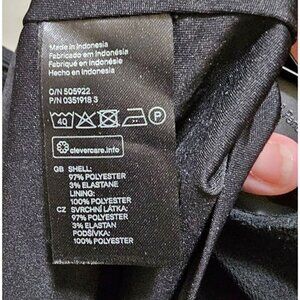 Made in Indonesia
Fabricado em Indonésia
Fabriqué en Indonésie
Hecho en Indonesia
O/N 505922
P/N 0351918 3
40 P
clevercare.info
GB SHELL:
97% POLYESTER
3% ELASTANE
LINING:
100% POLYESTER
CZ SVRCHNÍ LÁTKA:
97% POLYESTER
3% ELASTAN
PODŠÍVKA:
100% POLYESTER